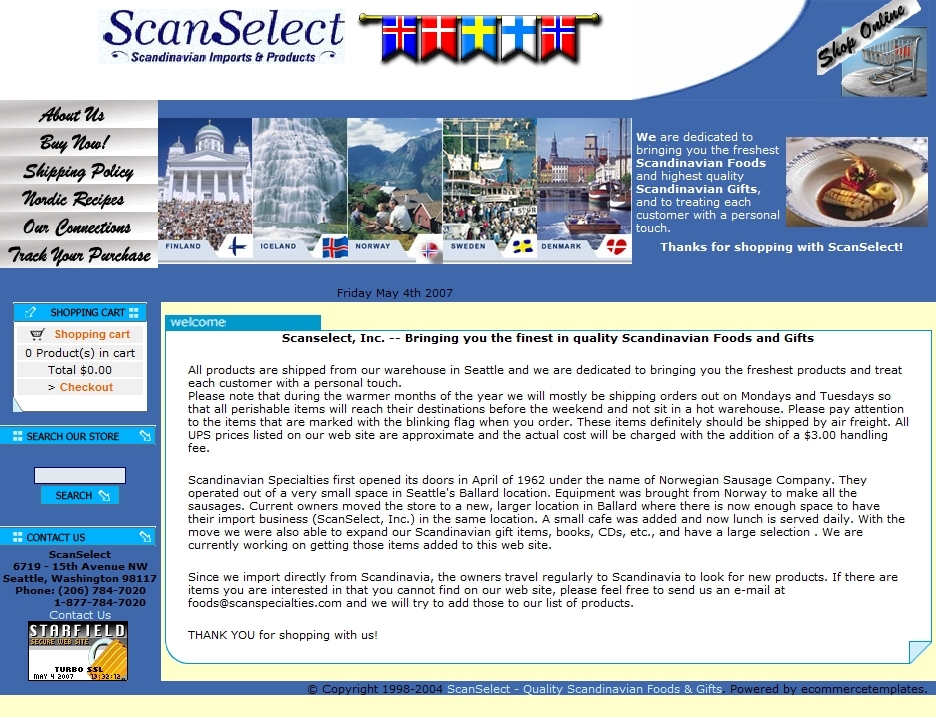 ScanSelect
Scandinavian Imports & Products
Shop Online
About Us
Buy Now!
Shipping Policy
Nordic Recipes
Our Connections
Track Your Purchase
FINLAND
ICELAND
NORWAY
SWEDEN
DENMARK
We are dedicated to
bringing you the freshest
Scandinavian Foods
and highest quality
Scandinavian Gifts,
and to treating each
customer with a personal
touch.
Thanks for shopping with ScanSelect!
Friday May 4th 2007
SHOPPING CART
Shopping cart
0 Product(s) in cart
Total $0.00
> Checkout
SEARCH OUR STORE
SEARCH
CONTACT US
ScanSelect
6719 - 15th Avenue NW
Seattle, Washington 98117
Phone: (206) 784-7020
1-877-784-7020
Contact Us
STARFIELD
SECURE WEB SITE
TURBO SSL
MAY 4 2007 13:32:12
welcome
Scanselect, Inc. -- Bringing you the finest in quality Scandinavian Foods and Gifts
All products are shipped from our warehouse in Seattle and we are dedicated to bringing you the freshest products and treat
each customer with a personal touch.
Please note that during the warmer months of the year we will mostly be shipping orders out on Mondays and Tuesdays so
that all perishable items will reach their destinations before the weekend and not sit in a hot warehouse. Please pay attention
to the items that are marked with the blinking flag when you order. These items definitely should be shipped by air freight. All
UPS prices listed on our web site are approximate and the actual cost will be charged with the addition of a $3.00 handling
fee.
Scandinavian Specialties first opened its doors in April of 1962 under the name of Norwegian Sausage Company. They
operated out of a very small space in Seattle's Ballard location. Equipment was brought from Norway to make all the
sausages. Current owners moved the store to a new, larger location in Ballard where there is now enough space to have
their import business (ScanSelect, Inc.) in the same location. A small cafe was added and now lunch is served daily. With the
move we were also able to expand our Scandinavian gift items, books, CDs, etc., and have a large selection . We are
currently working on getting those items added to this web site.
Since we import directly from Scandinavia, the owners travel regularly to Scandinavia to look for new products. If there are
items you are interested in that you cannot find on our web site, please feel free to send us an e-mail at
foods@scanspecialties.com and we will try to add those to our list of products.
THANK YOU for shopping with us!
© Copyright 1998-2004 ScanSelect - Quality Scandinavian Foods & Gifts. Powered by ecommercetemplates.